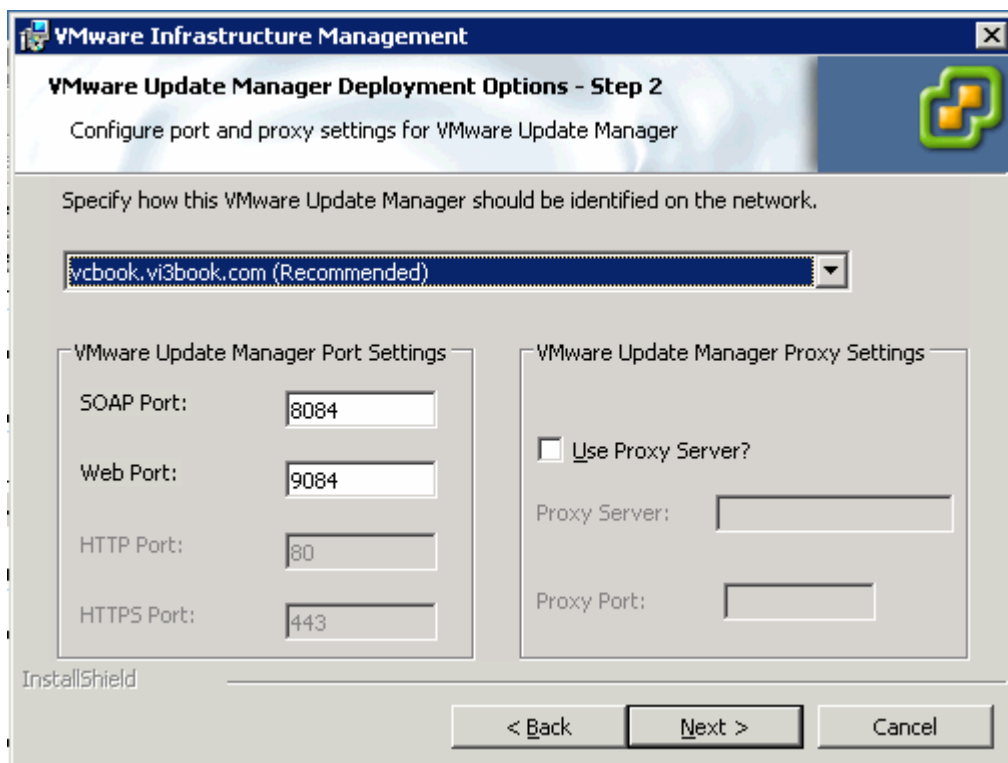 VMware Infrastructure Management
VMware Update Manager Deployment Options - Step 2
Configure port and proxy settings for VMware Update Manager
Specify how this VMware Update Manager should be identified on the network.
vcbook.vi3book.com (Recommended)
VMware Update Manager Port Settings
SOAP Port:
8084
Web Port:
9084
HTTP Port:
80
HTTPS Port:
443
VMware Update Manager Proxy Settings
Use Proxy Server?
Proxy Server:
Proxy Port:
InstallShield
< Back
Next >
Cancel